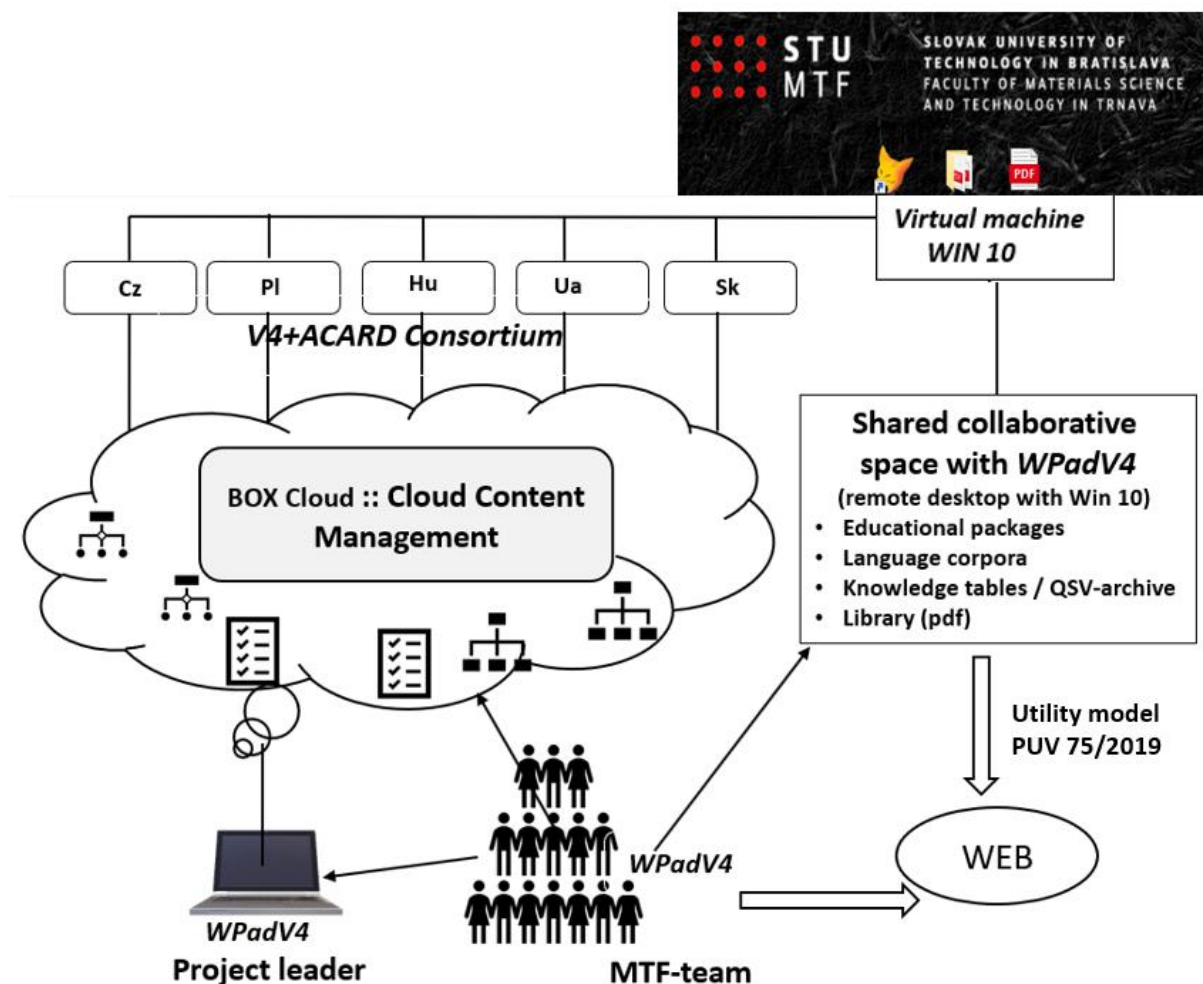 STU
MTF
SLOVAK UNIVERSITY OF
TECHNOLOGY IN BRATISLAVA
FACULTY OF MATERIALS SCIENCE
AND TECHNOLOGY IN TRNAVA
PDF
Virtual machine
WIN 10
Cz
Pl
Hu
Ua
Sk
V4+ACARD Consortium
BOX Cloud :: Cloud Content
Management
Shared collaborative
space with WPadV4
(remote desktop with Win 10)
• Educational packages
• Language corpora
• Knowledge tables / QSV-archive
• Library (pdf)
Utility model
PUV 75/2019
WEB
WPadV4
WPadV4
Project leader
MTF-team